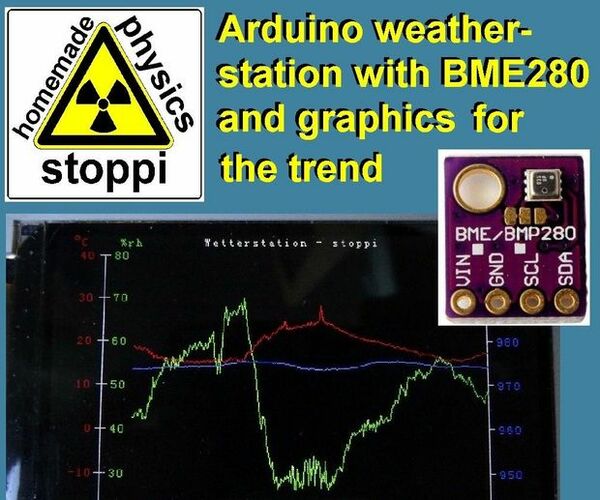 homemade
physics
stoppi
Arduino weather-
station with BME280
and graphics for
the trend
BME/BMP280
VIN
GND
SCL
SDA
°C
%rh
Wetterstation - stoppi
40
80
30
70
20
60
10
0
40
-10
30
980
970
960
950